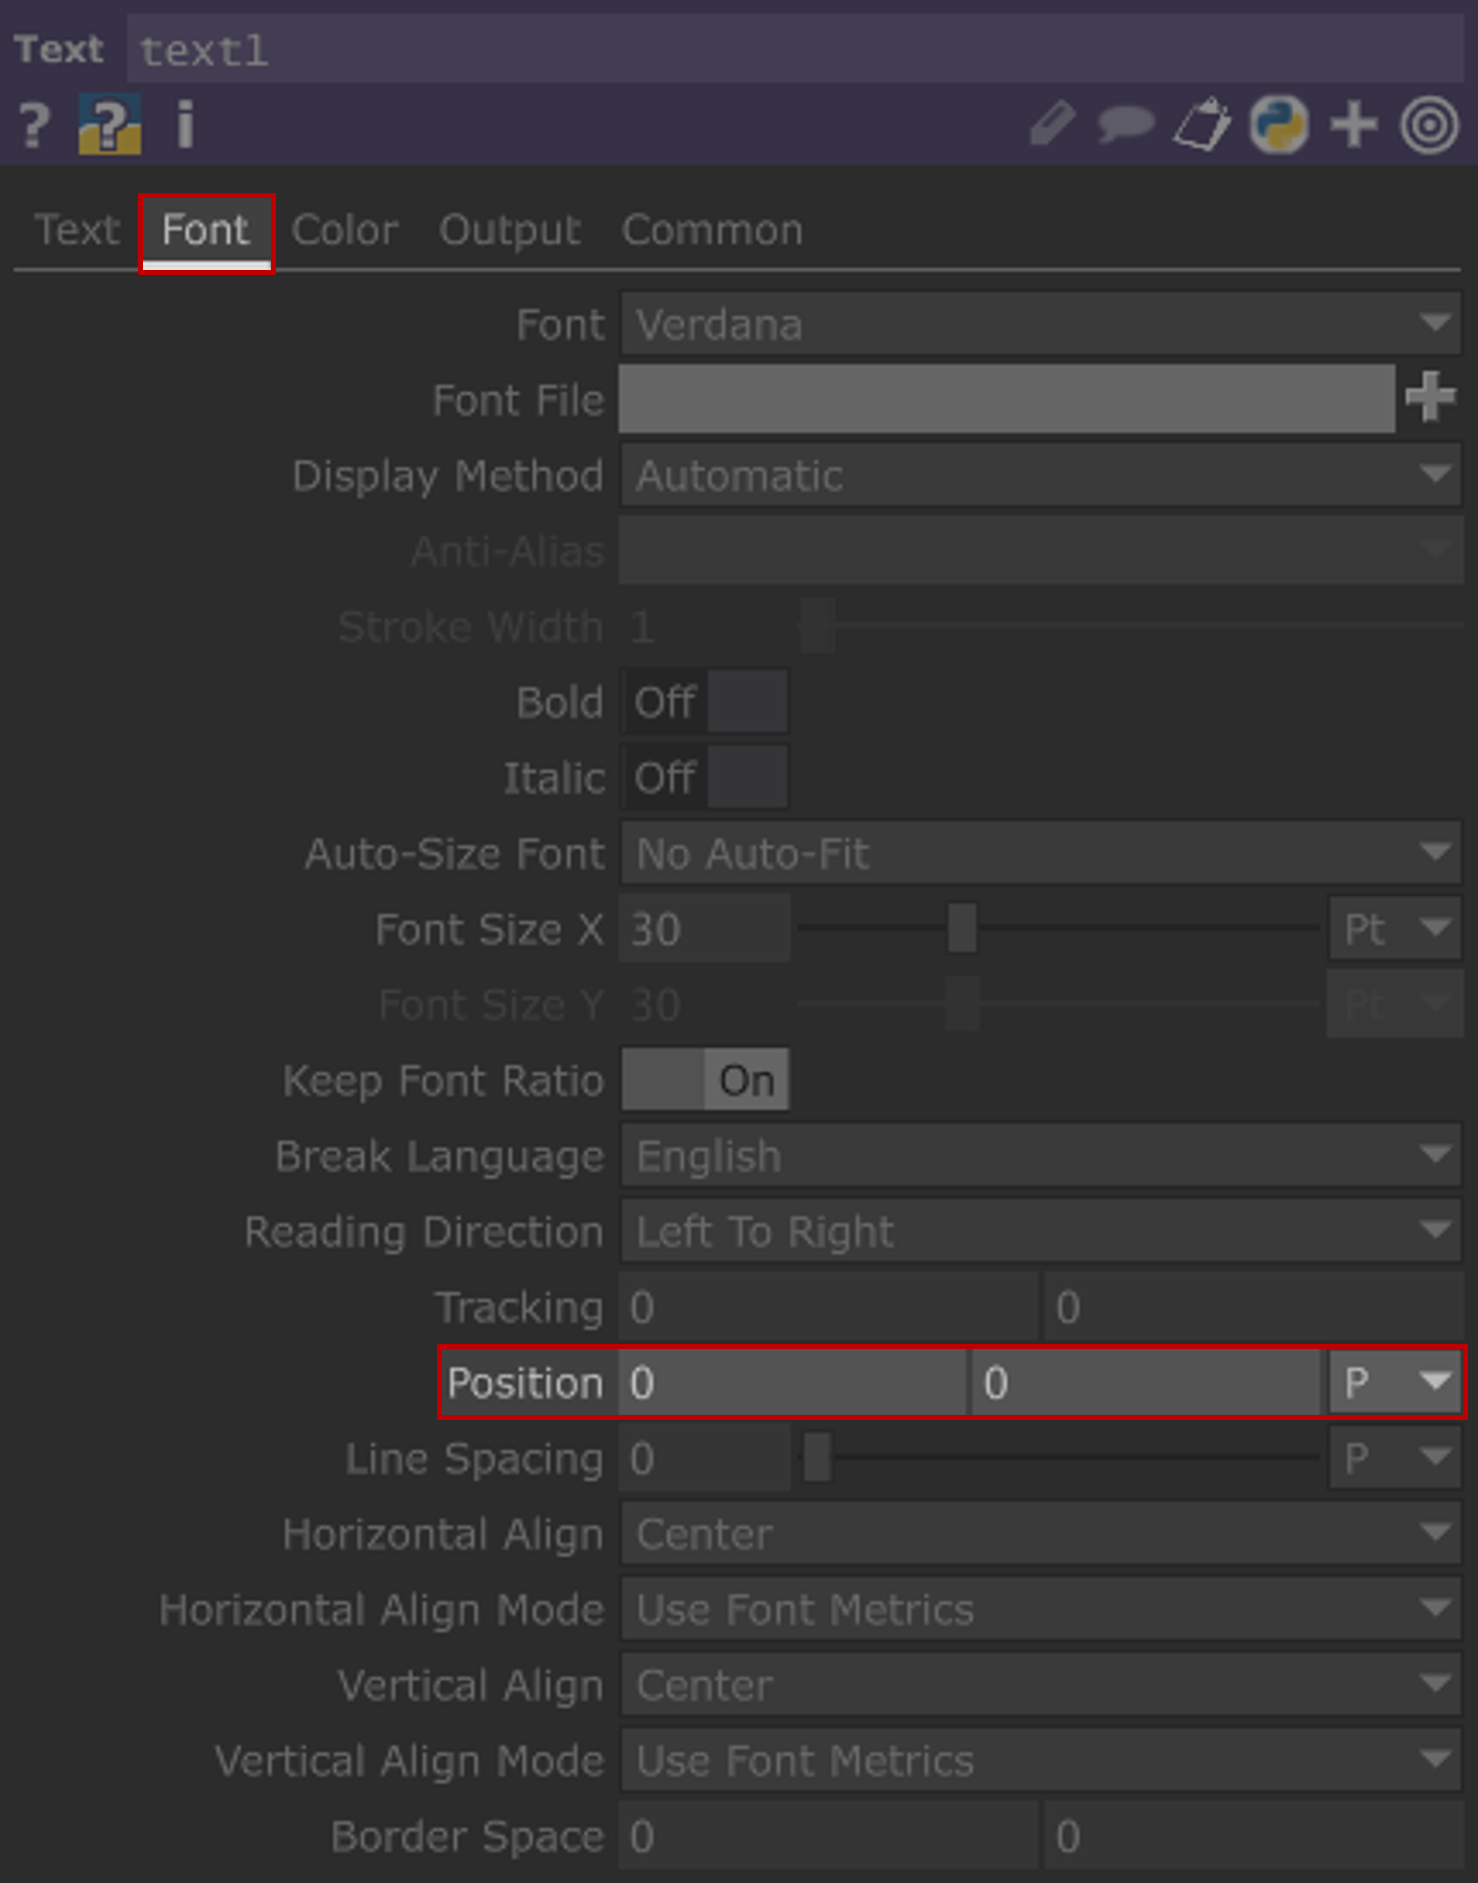 Text text1
? ? i
Text Font Color Output Common
Font Verdana
Font File
Display Method Automatic
Anti-Alias
Stroke Width 1
Bold Off
Italic Off
Auto-Size Font No Auto-Fit
Font Size X 30 Pt
Font Size Y 30 Pt
Keep Font Ratio On
Break Language English
Reading Direction Left To Right
Tracking 0 0
Position 0 0 P
Line Spacing 0 P
Horizontal Align Center
Horizontal Align Mode Use Font Metrics
Vertical Align Center
Vertical Align Mode Use Font Metrics
Border Space 0 0